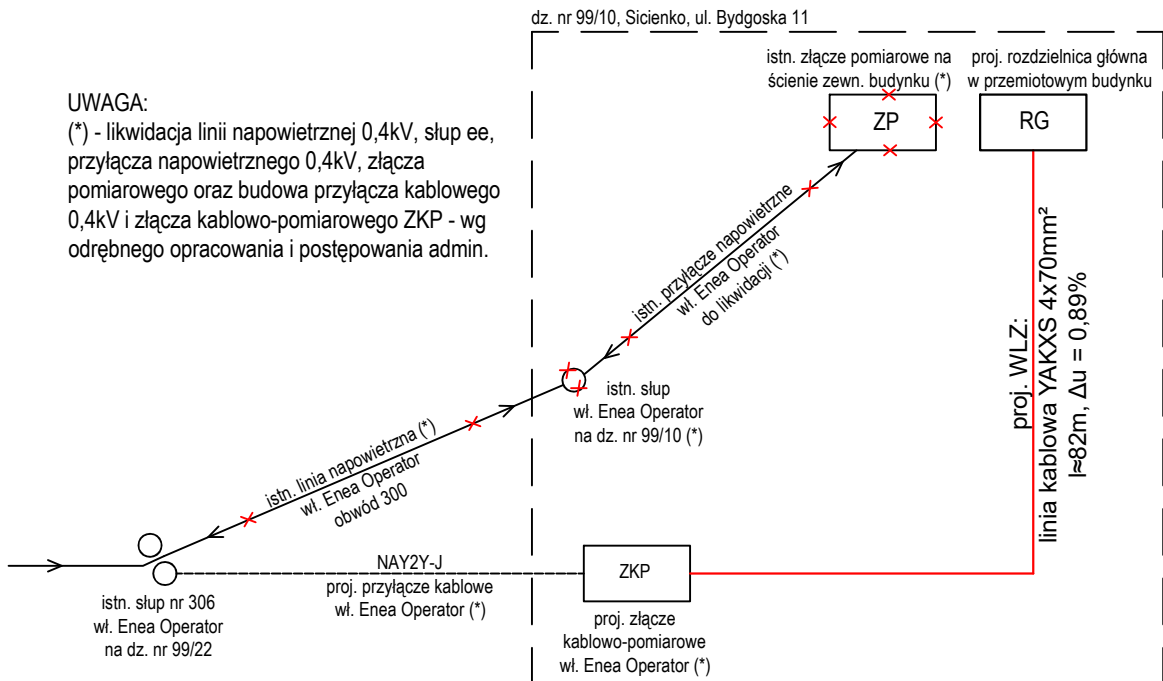 dz. nr 99/10, Sicienko, ul. Bydgoska 11
istn. złącze pomiarowe na
ścienie zewn. budynku (*)
proj. rozdzielnica główna
w przemiotowym budynku
UWAGA:
(*) - likwidacja linii napowietrznej 0,4kV, słup ee,
przyłącza napowietrznego 0,4kV, złącza
pomiarowego oraz budowa przyłącza kablowego
0,4kV i złącza kablowo-pomiarowego ZKP - wg
odrębnego opracowania i postępowania admin.
ZP
RG
istn. przyłącze napowietrzne
wł. Enea Operator
do likwidacji (*)
proj. WLZ:
linia kablowa YAKXS 4x70mm²
l≈82m, Δu = 0,89%
istn. słup
wł. Enea Operator
na dz. nr 99/10 (*)
istn. linia napowietrzna (*)
wł. Enea Operator
obwód 300
NAY2Y-J
proj. przyłącze kablowe
wł. Enea Operator (*)
ZKP
istn. słup nr 306
wł. Enea Operator
na dz. nr 99/22
proj. złącze
kablowo-pomiarowe
wł. Enea Operator (*)